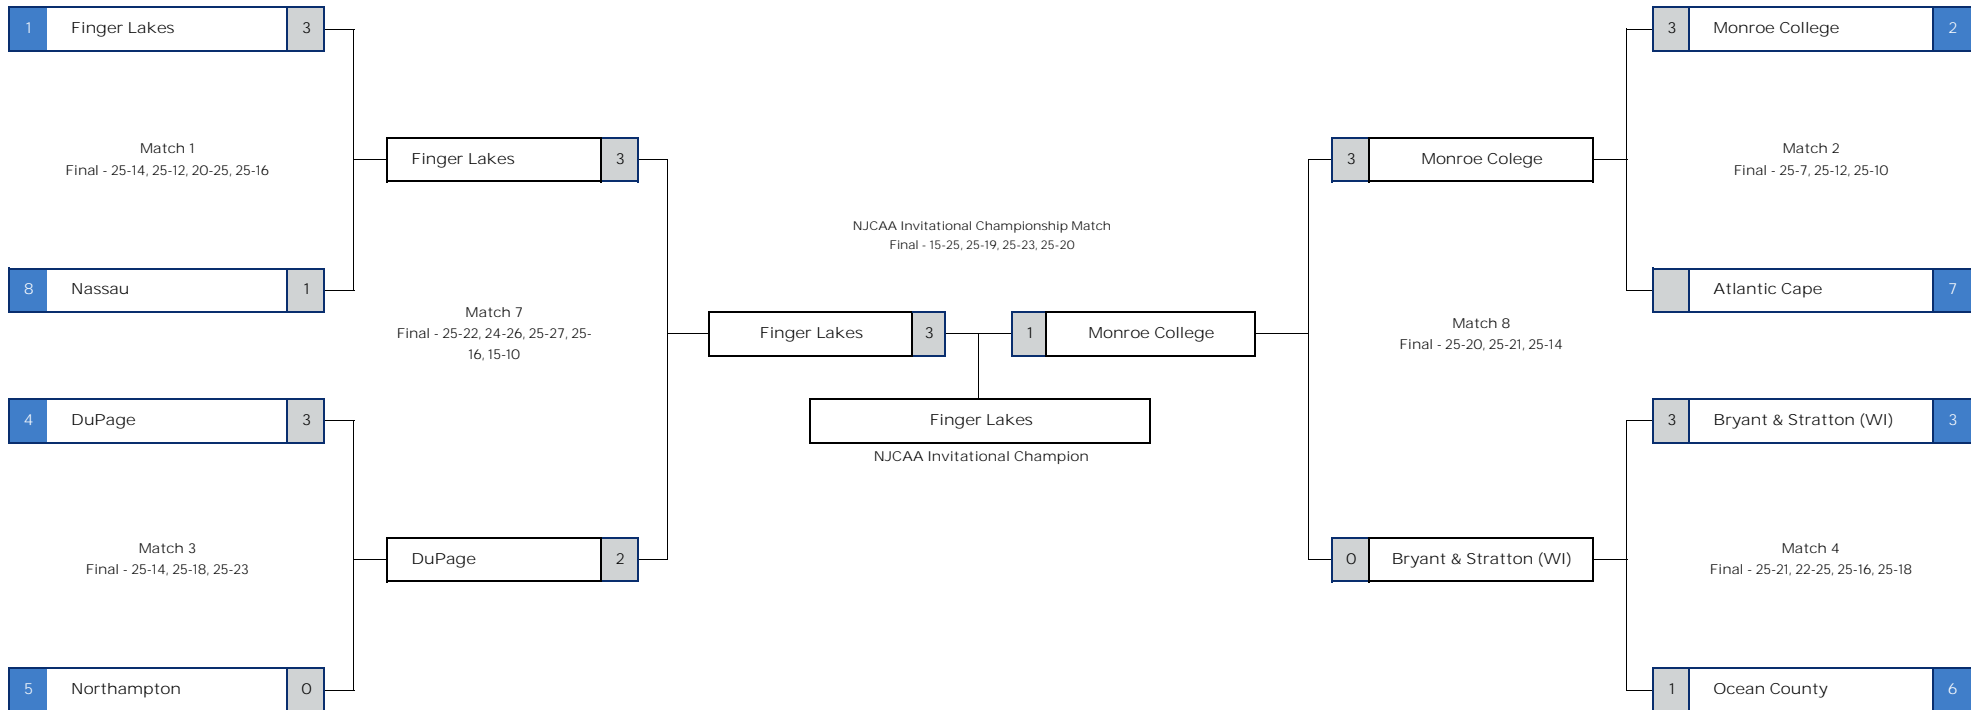 1 Finger Lakes 3
Match 1
Final - 25-14, 25-12, 20-25, 25-16
8 Nassau 1
Finger Lakes 3
Match 7
Final - 25-22, 24-26, 25-27, 25-
16, 15-10
4 DuPage 3
Match 3
Final - 25-14, 25-18, 25-23
5 Northampton 0
DuPage 2
NJCAA Invitational Championship Match
Final - 15-25, 25-19, 25-23, 25-20
Finger Lakes 3
1 Monroe College
Finger Lakes
NJCAA Invitational Champion
3 Monroe Colege
Match 8
Final - 25-20, 25-21, 25-14
0 Bryant & Stratton (WI)
3 Monroe College 2
Match 2
Final - 25-7, 25-12, 25-10
Atlantic Cape 7
3 Bryant & Stratton (WI) 3
Match 4
Final - 25-21, 22-25, 25-16, 25-18
1 Ocean County 6